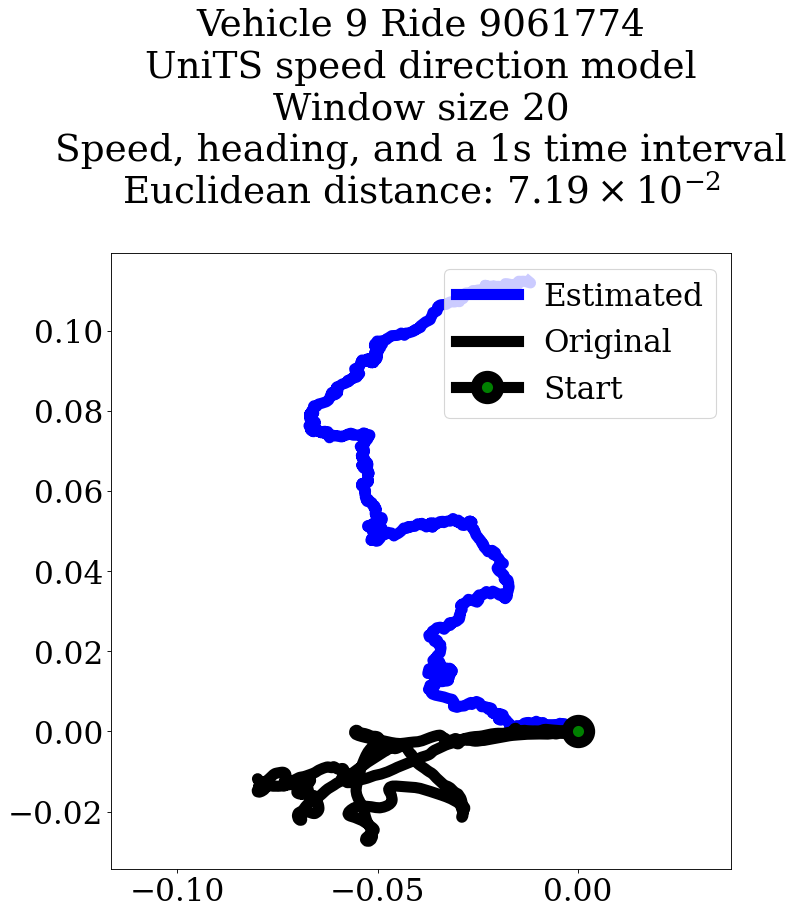 Vehicle 9 Ride 9061774
UniTS speed direction model
Window size 20
Speed, heading, and a 1s time interval
Euclidean distance: 7.19 × 10⁻²
Estimated
Original
Start
0.10
0.08
0.06
0.04
0.02
0.00
−0.02
−0.10
−0.05
0.00